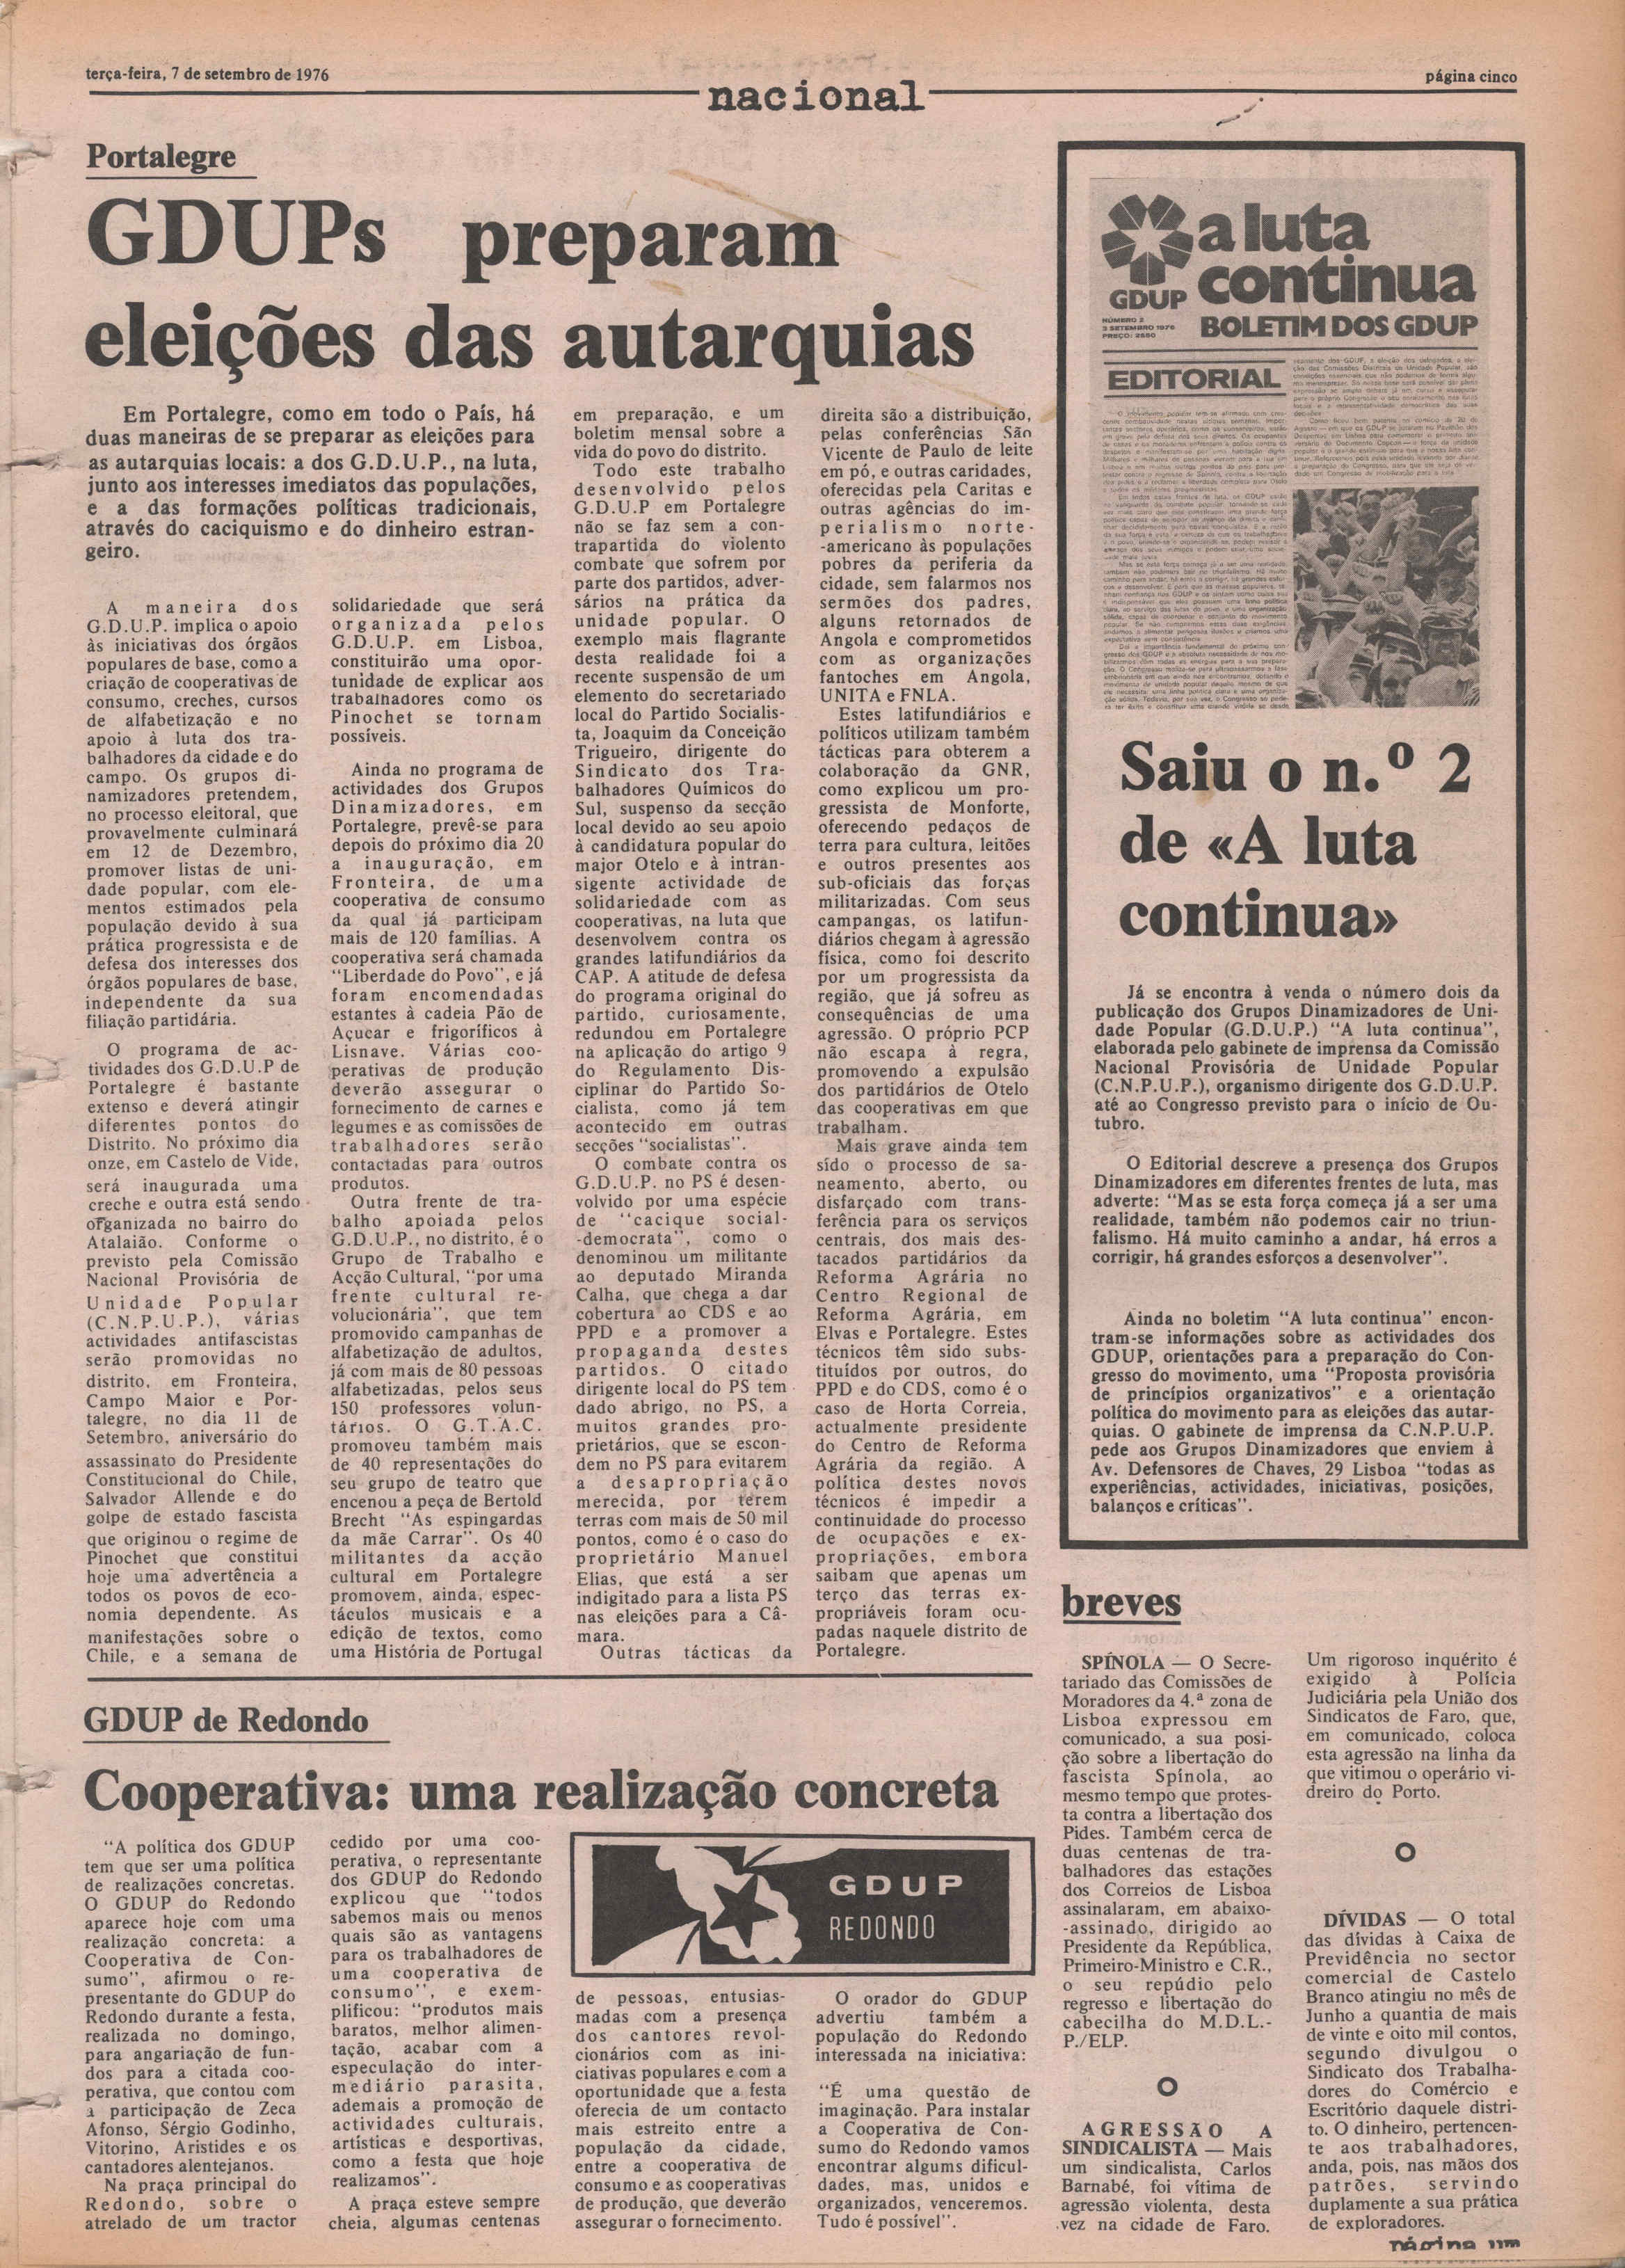 terça-feira, 7 de setembro de 1976
nacional
página cinco
Portalegre
GDUPs preparam
eleições das autarquias
Em Portalegre, como em todo o País, há
duas maneiras de se preparar as eleições para
as autarquias locais: a dos G.D.U.P., na luta,
junto aos interesses imediatos das populações,
e a das formações políticas tradicionais,
através do caciquismo e do dinheiro estran-
geiro.
A maneira dos
G.D.U.P. implica o apoio
às iniciativas dos órgãos
populares de base, como a
criação de cooperativas de
consumo, creches, cursos
de alfabetização e no
apoio à luta dos tra-
balhadores da cidade e do
campo. Os grupos di-
namizadores pretendem,
no processo eleitoral, que
provavelmente culminará
em 12 de Dezembro,
promover listas de uni-
dade popular, com ele-
mentos estimados pela
população devido à sua
prática progressista e de
defesa dos interesses dos
órgãos populares de base,
independente da sua
filiação partidária.
O programa de ac-
tividades dos G.D.U.P de
Portalegre é bastante
extenso e deverá atingir
diferentes pontos do
Distrito. No próximo dia
onze, em Castelo de Vide,
será inaugurada uma
creche e outra está sendo
organizada no bairro do
Atalaião. Conforme o
previsto pela Comissão
Nacional Provisória de
Unidade Popular
(C.N.P.U.P.), várias
actividades antifascistas
serão promovidas no
distrito, em Fronteira,
Campo Maior e Por-
talegre, no dia 11 de
Setembro, aniversário do
assassinato do Presidente
Constitucional do Chile,
Salvador Allende e do
golpe de estado fascista
que originou o regime de
Pinochet que constitui
hoje uma advertência a
todos os povos de eco-
nomia dependente. As
manifestações sobre o
Chile, e a semana de
solidariedade que será
organizada pelos
G.D.U.P. em Lisboa,
constituirão uma opor-
tunidade de explicar aos
trabalhadores como os
Pinochet se tornam
possíveis.
Ainda no programa de
actividades dos Grupos
Dinamizadores, em
Portalegre, prevê-se para
depois do próximo dia 20
a inauguração, em
Fronteira, de uma
cooperativa de consumo
da qual já participam
mais de 120 famílias. A
cooperativa será chamada
"Liberdade do Povo", e já
foram encomendadas
estantes à cadeia Pão de
Açucar e frigoríficos à
Lisnave. Várias coo-
perativas de produção
deverão assegurar o
fornecimento de carnes e
legumes e as comissões de
trabalhadores serão
contactadas para outros
produtos.
Outra frente de tra-
balho apoiada pelos
G.D.U.P., no distrito, é o
Grupo de Trabalho e
Acção Cultural, "por uma
frente cultural re-
volucionária", que tem
promovido campanhas de
alfabetização de adultos,
já com mais de 80 pessoas
alfabetizadas, pelos seus
150 professores volun-
tários. O G.T.A.C.
promoveu também mais
de 40 representações do
seu grupo de teatro que
encenou a peça de Bertold
Brecht "As espingardas
da mãe Carrar". Os 40
militantes da acção
cultural em Portalegre
promovem, ainda, espec-
táculos musicais e a
edição de textos, como
uma História de Portugal
em preparação, e um
boletim mensal sobre a
vida do povo do distrito.
Todo este trabalho
desenvolvido pelos
G.D.U.P em Portalegre
não se faz sem a con-
trapartida do violento
combate que sofrem por
parte dos partidos, adver-
sários na prática da
unidade popular. O
exemplo mais flagrante
desta realidade foi a
recente suspensão de um
elemento do secretariado
local do Partido Socialis-
ta, Joaquim da Conceição
Trigueiro, dirigente do
Sindicato dos Tra-
balhadores Químicos do
Sul, suspenso da secção
local devido ao seu apoio
à candidatura popular do
major Otelo e à intran-
sigente actividade de
solidariedade com as
cooperativas, na luta que
desenvolvem contra os
grandes latifundiários da
CAP. A atitude de defesa
do programa original do
partido, curiosamente,
redundou em Portalegre
na aplicação do artigo 9
do Regulamento Dis-
ciplinar do Partido So-
cialista, como já tem
acontecido em outras
secções "socialistas".
O combate contra os
G.D.U.P. no PS é desen-
volvido por uma espécie
de "cacique social-
-democrata", como o
denominou um militante
ao deputado Miranda
Calha, que chega a dar
cobertura ao CDS e ao
PPD e a promover a
propaganda destes
partidos. O citado
dirigente local do PS tem
dado abrigo, no PS, a
muitos grandes pro-
prietários, que se escon-
dem no PS para evitarem
a desapropriação
merecida, por terem
terras com mais de 50 mil
pontos, como é o caso do
proprietário Manuel
Elias, que está a ser
indigitado para a lista PS
nas eleições para a Câ-
mara.
Outras tácticas da
direita são a distribuição,
pelas conferências São
Vicente de Paulo de leite
em pó, e outras caridades,
oferecidas pela Caritas e
outras agências do im-
perialismo norte-
-americano às populações
pobres da periferia da
cidade, sem falarmos nos
sermões dos padres,
alguns retornados de
Angola e comprometidos
com as organizações
fantoches em Angola,
UNITA e FNLA.
Estes latifundiários e
políticos utilizam também
tácticas para obterem a
colaboração da GNR,
como explicou um pro-
gressista de Monforte,
oferecendo pedaços de
terra para cultura, leitões
e outros presentes aos
sub-oficiais das forças
militarizadas. Com seus
campangas, os latifun-
diários chegam à agressão
física, como foi descrito
por um progressista da
região, que já sofreu as
consequências de uma
agressão. O próprio PCP
não escapa à regra,
promovendo a expulsão
dos partidários de Otelo
das cooperativas em que
trabalham.
Mais grave ainda tem
sído o processo de sa-
neamento, aberto, ou
disfarçado com trans-
ferência para os serviços
centrais, dos mais des-
tacados partidários da
Reforma Agrária no
Centro Regional de
Reforma Agrária, em
Elvas e Portalegre. Estes
técnicos têm sido subs-
tituídos por outros, do
PPD e do CDS, como é o
caso de Horta Correia,
actualmente presidente
do Centro de Reforma
Agrária da região. A
política destes novos
técnicos é impedir a
continuidade do processo
de ocupações e ex-
propriações, embora
saibam que apenas um
terço das terras ex-
propriáveis foram ocu-
padas naquele distrito de
Portalegre.
a luta
continua
GDUP
NÚMERO 2
3 SETEMBRO 1976
PREÇO: 2$50
BOLETIM DOS GDUP
EDITORIAL
Saiu o n.º 2
de «A luta
continua»
Já se encontra à venda o número dois da
publicação dos Grupos Dinamizadores de Uni-
dade Popular (G.D.U.P.) "A luta continua",
elaborada pelo gabinete de imprensa da Comissão
Nacional Provisória de Unidade Popular
(C.N.P.U.P.), organismo dirigente dos G.D.U.P.
até ao Congresso previsto para o início de Ou-
tubro.
O Editorial descreve a presença dos Grupos
Dinamizadores em diferentes frentes de luta, mas
adverte: "Mas se esta força começa já a ser uma
realidade, também não podemos cair no triun-
falismo. Há muito caminho a andar, há erros a
corrigir, há grandes esforços a desenvolver".
Ainda no boletim "A luta continua" encon-
tram-se informações sobre as actividades dos
GDUP, orientações para a preparação do Con-
gresso do movimento, uma "Proposta provisória
de princípios organizativos" e a orientação
política do movimento para as eleições das autar-
quias. O gabinete de imprensa da C.N.P.U.P.
pede aos Grupos Dinamizadores que enviem à
Av. Defensores de Chaves, 29 Lisboa "todas as
experiências, actividades, iniciativas, posições,
balanços e críticas".
GDUP de Redondo
Cooperativa: uma realização concreta
"A política dos GDUP
tem que ser uma política
de realizações concretas.
O GDUP do Redondo
aparece hoje com uma
realização concreta: a
Cooperativa de Con-
sumo", afirmou o re-
presentante do GDUP do
Redondo durante a festa,
realizada no domingo,
para angariação de fun-
dos para a citada coo-
perativa, que contou com
a participação de Zeca
Afonso, Sérgio Godinho,
Vitorino, Aristides e os
cantadores alentejanos.
Na praça principal do
Redondo, sobre o
atrelado de um tractor
cedido por uma coo-
perativa, o representante
dos GDUP do Redondo
explicou que "todos
sabemos mais ou menos
quais são as vantagens
para os trabalhadores de
uma cooperativa de
consumo", e exem-
plificou: "produtos mais
baratos, melhor alimen-
tação, acabar com a
especulação do inter-
mediário parasita,
ademais a promoção de
actividades culturais,
artísticas e desportivas,
como a festa que hoje
realizamos".
A praça esteve sempre
cheia, algumas centenas
GDUP
REDONDO
de pessoas, entusias-
madas com a presença
dos cantores revol-
cionários com as ini-
ciativas populares e com a
oportunidade que a festa
oferecia de um contacto
mais estreito entre a
população da cidade,
entre a cooperativa de
consumo e as cooperativas
de produção, que deverão
assegurar o fornecimento.
O orador do GDUP
advertiu também a
população do Redondo
interessada na iniciativa:
"É uma questão de
imaginação. Para instalar
a Cooperativa de Con-
sumo do Redondo vamos
encontrar algums dificul-
dades, mas, unidos e
organizados, venceremos.
Tudo é possível".
breves
SPÍNOLA — O Secre-
tariado das Comissões de
Moradores da 4.ª zona de
Lisboa expressou em
comunicado, a sua posi-
ção sobre a libertação do
fascista Spínola, ao
mesmo tempo que protes-
ta contra a libertação dos
Pides. Também cerca de
duas centenas de tra-
balhadores das estações
dos Correios de Lisboa
assinalaram, em abaixo-
-assinado, dirigido ao
Presidente da República,
Primeiro-Ministro e C.R.,
o seu repúdio pelo
regresso e libertação do
cabecilha do M.D.L.-
P./ELP.
AGRESSÃO A
SINDICALISTA — Mais
um sindicalista, Carlos
Barnabé, foi vítima de
agressão violenta, desta
vez na cidade de Faro.
Um rigoroso inquérito é
exigido à Polícia
Judiciária pela União dos
Sindicatos de Faro, que,
em comunicado, coloca
esta agressão na linha da
que vitimou o operário vi-
dreiro do Porto.
DÍVIDAS — O total
das dívidas à Caixa de
Previdência no sector
comercial de Castelo
Branco atingiu no mês de
Junho a quantia de mais
de vinte e oito mil contos,
segundo divulgou o
Sindicato dos Trabalha-
dores do Comércio e
Escritório daquele distri-
to. O dinheiro, pertencen-
te aos trabalhadores,
anda, pois, nas mãos dos
patrões, servindo
duplamente a sua prática
de exploradores.
página um